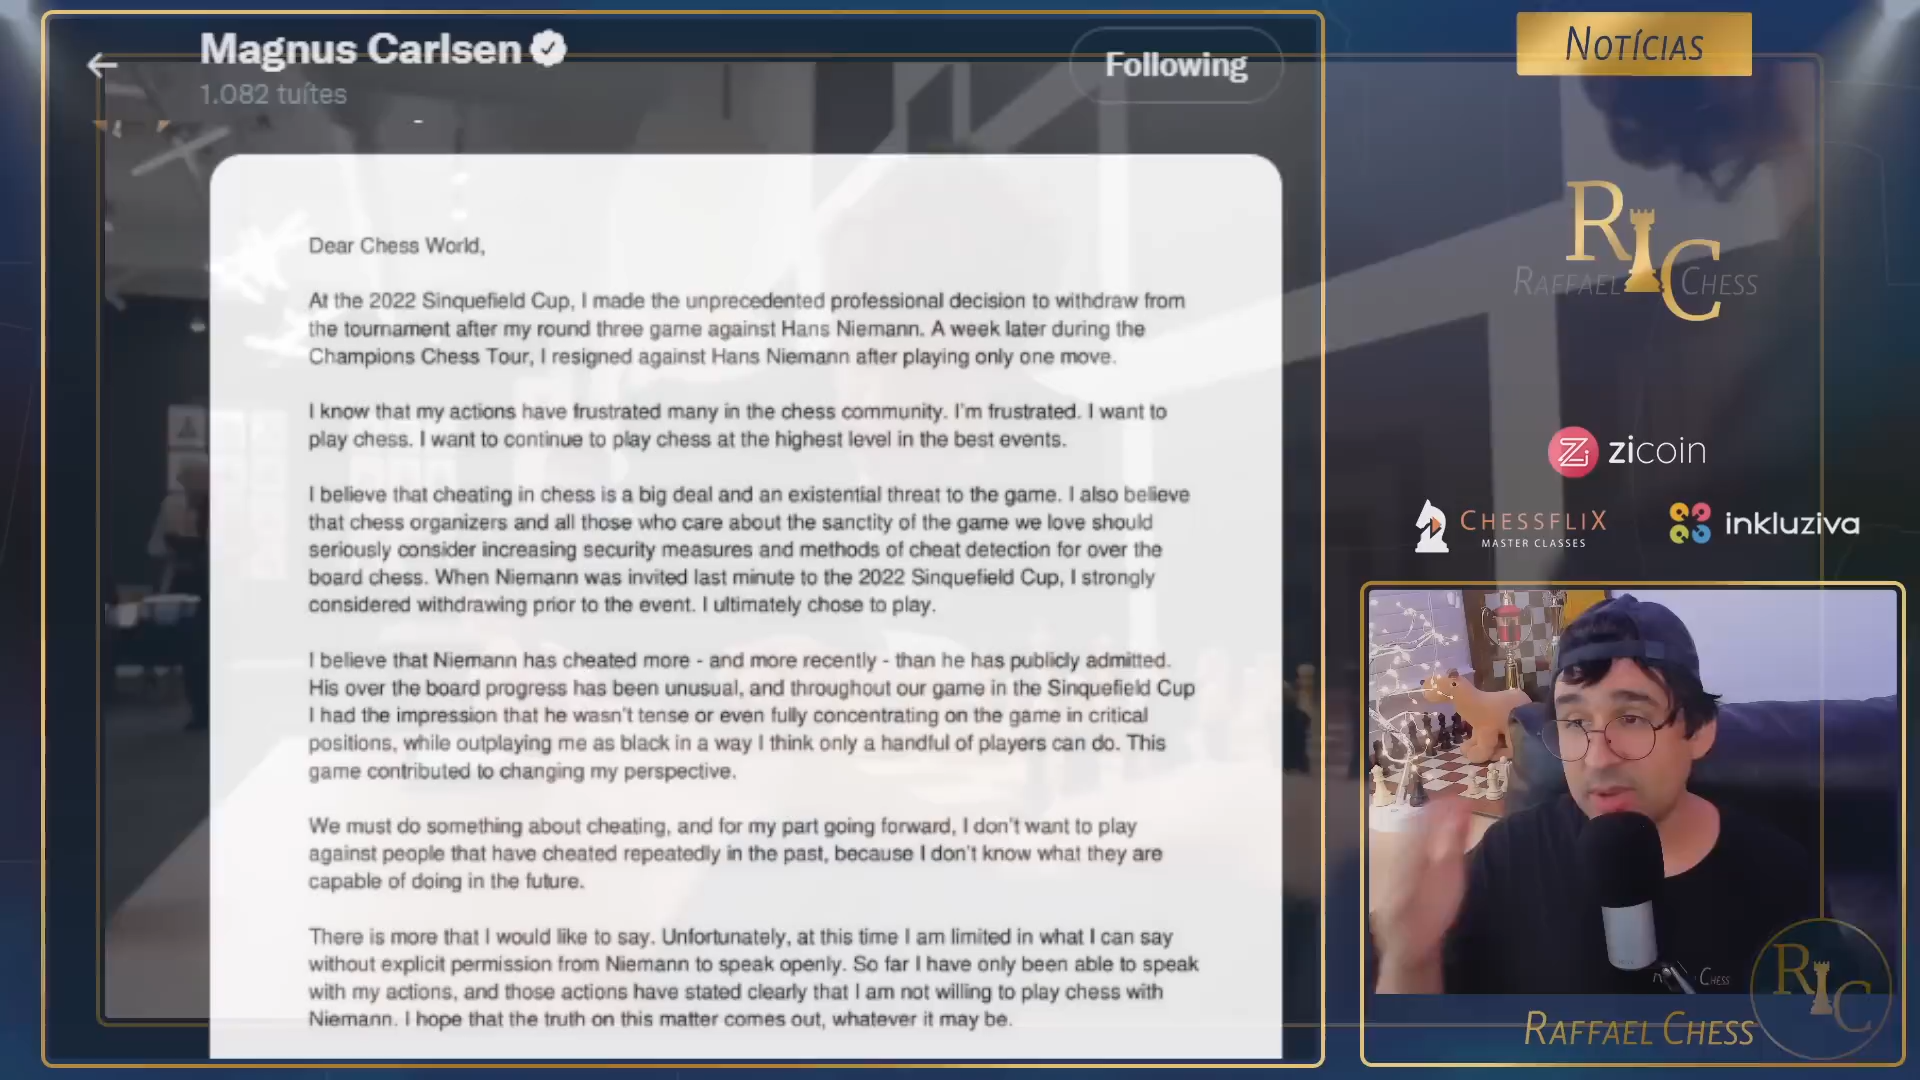 Magnus Carlsen
1.082 tuítes
Following
Dear Chess World,
At the 2022 Sinquefield Cup, I made the unprecedented professional decision to withdraw from
the tournament after my round three game against Hans Niemann. A week later during the
Champions Chess Tour, I resigned against Hans Niemann after playing only one move.
I know that my actions have frustrated many in the chess community. I'm frustrated. I want to
play chess. I want to continue to play chess at the highest level in the best events.
I believe that cheating in chess is a big deal and an existential threat to the game. I also believe
that chess organizers and all those who care about the sanctity of the game we love should
seriously consider increasing security measures and methods of cheat detection for over the
board chess. When Niemann was invited last minute to the 2022 Sinquefield Cup, I strongly
considered withdrawing prior to the event. I ultimately chose to play.
I believe that Niemann has cheated more - and more recently - than he has publicly admitted.
His over the board progress has been unusual, and throughout our game in the Sinquefield Cup
I had the impression that he wasn't tense or even fully concentrating on the game in critical
positions, while outplaying me as black in a way I think only a handful of players can do. This
game contributed to changing my perspective.
We must do something about cheating, and for my part going forward, I don't want to play
against people that have cheated repeatedly in the past, because I don't know what they are
capable of doing in the future.
There is more that I would like to say. Unfortunately, at this time I am limited in what I can say
without explicit permission from Niemann to speak openly. So far I have only been able to speak
with my actions, and those actions have stated clearly that I am not willing to play chess with
Niemann. I hope that the truth on this matter comes out, whatever it may be.
NOTÍCIAS
R C
RAFFAEL CHESS
zicoin
CHESSFLIX
MASTER CLASSES
inkluziva
CHESS
R C
RAFFAEL CHESS